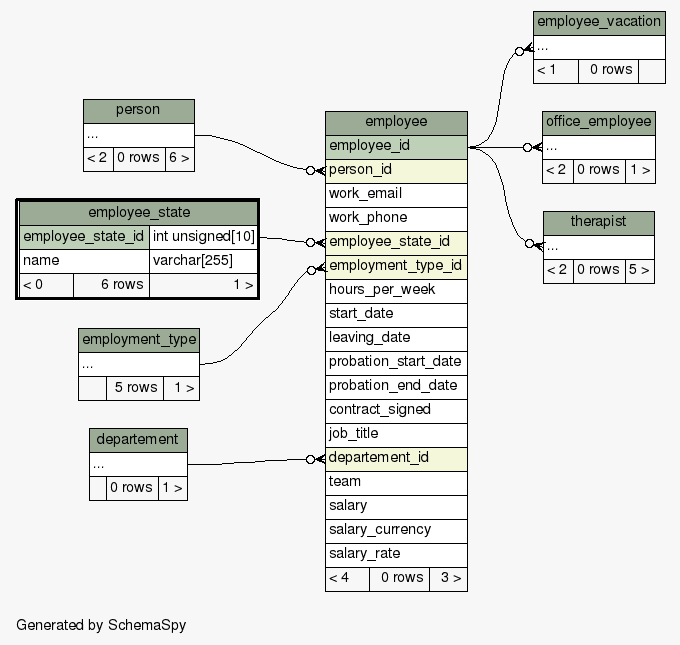 employee_vacation
...
< 1 0 rows
person
...
< 2 0 rows 6 >
employee
employee_id
person_id
work_email
work_phone
employee_state_id
employment_type_id
hours_per_week
start_date
leaving_date
probation_start_date
probation_end_date
contract_signed
job_title
departement_id
team
salary
salary_currency
salary_rate
< 4 0 rows 3 >
office_employee
...
< 2 0 rows 1 >
employee_state
employee_state_id int unsigned[10]
name varchar[255]
< 0 6 rows 1 >
therapist
...
< 2 0 rows 5 >
employment_type
...
5 rows 1 >
departement
...
0 rows 1 >
Generated by SchemaSpy